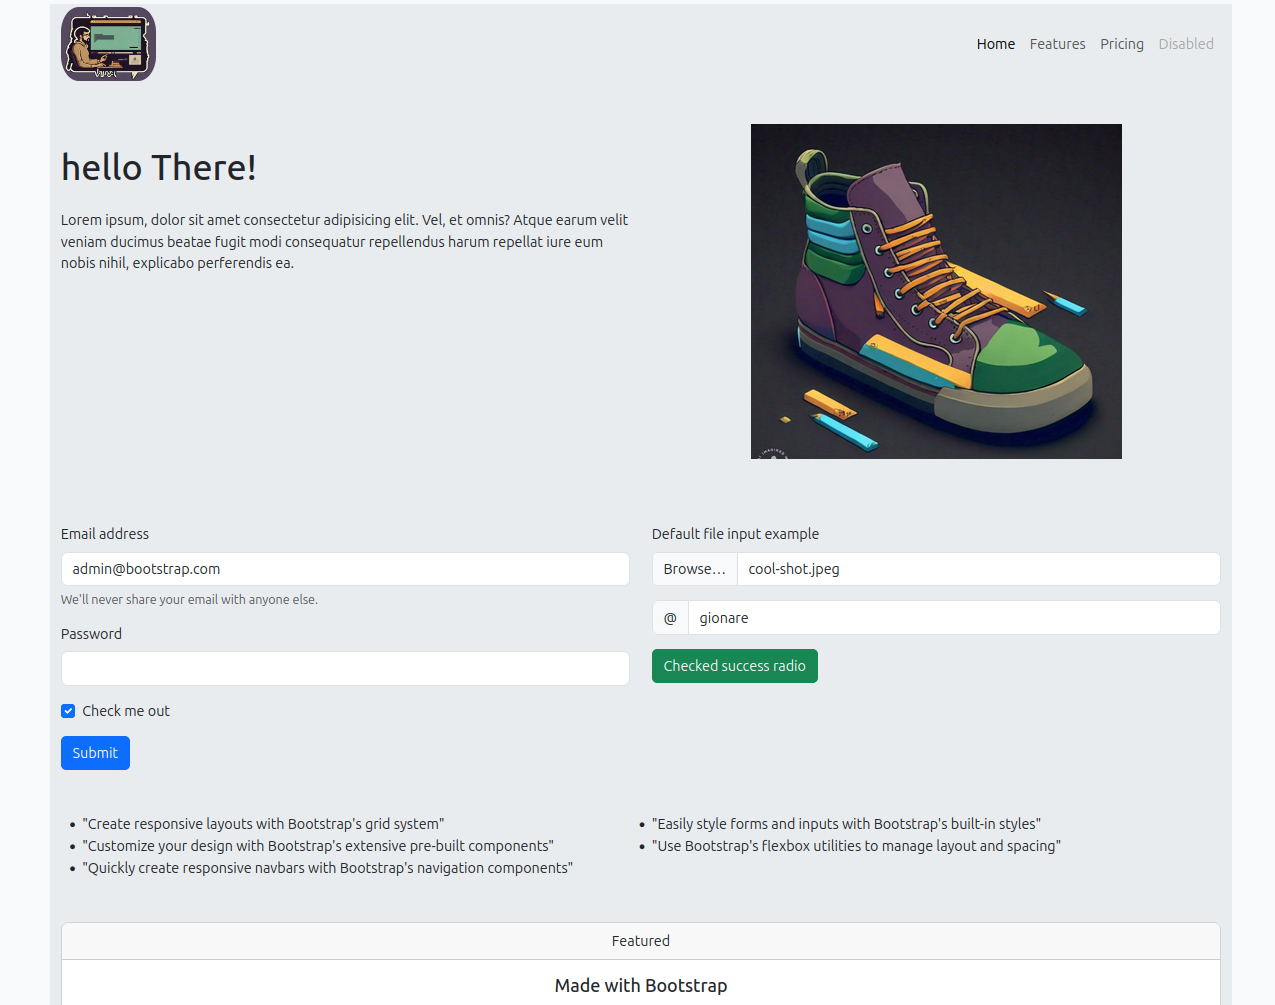 Home Features Pricing Disabled
hello There!
Lorem ipsum, dolor sit amet consectetur adipisicing elit. Vel, et omnis? Atque earum velit
veniam ducimus beatae fugit modi consequatur repellendus harum repellat iure eum
nobis nihil, explicabo perferendis ea.
Email address
admin@bootstrap.com
We'll never share your email with anyone else.
Password
Check me out
Submit
Default file input example
Browse… cool-shot.jpeg
@ gionare
Checked success radio
• "Create responsive layouts with Bootstrap's grid system"
• "Customize your design with Bootstrap's extensive pre-built components"
• "Quickly create responsive navbars with Bootstrap's navigation components"
• "Easily style forms and inputs with Bootstrap's built-in styles"
• "Use Bootstrap's flexbox utilities to manage layout and spacing"
Featured
Made with Bootstrap